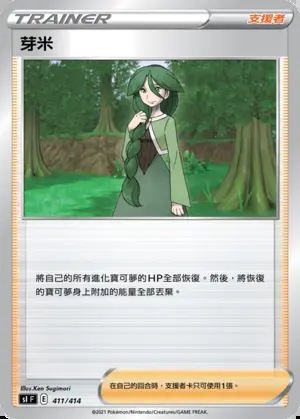 TRAINER
支援者
芽米
將自己的所有進化寶可夢的HP全部恢復。然後,將恢復
的寶可夢身上附加的能量全部丟棄。
Illus.Ken Sugimori
sI F E 411/414
在自己的回合時,支援者卡只可使用1張。
©2021 Pokémon/Nintendo/Creatures/GAME FREAK.